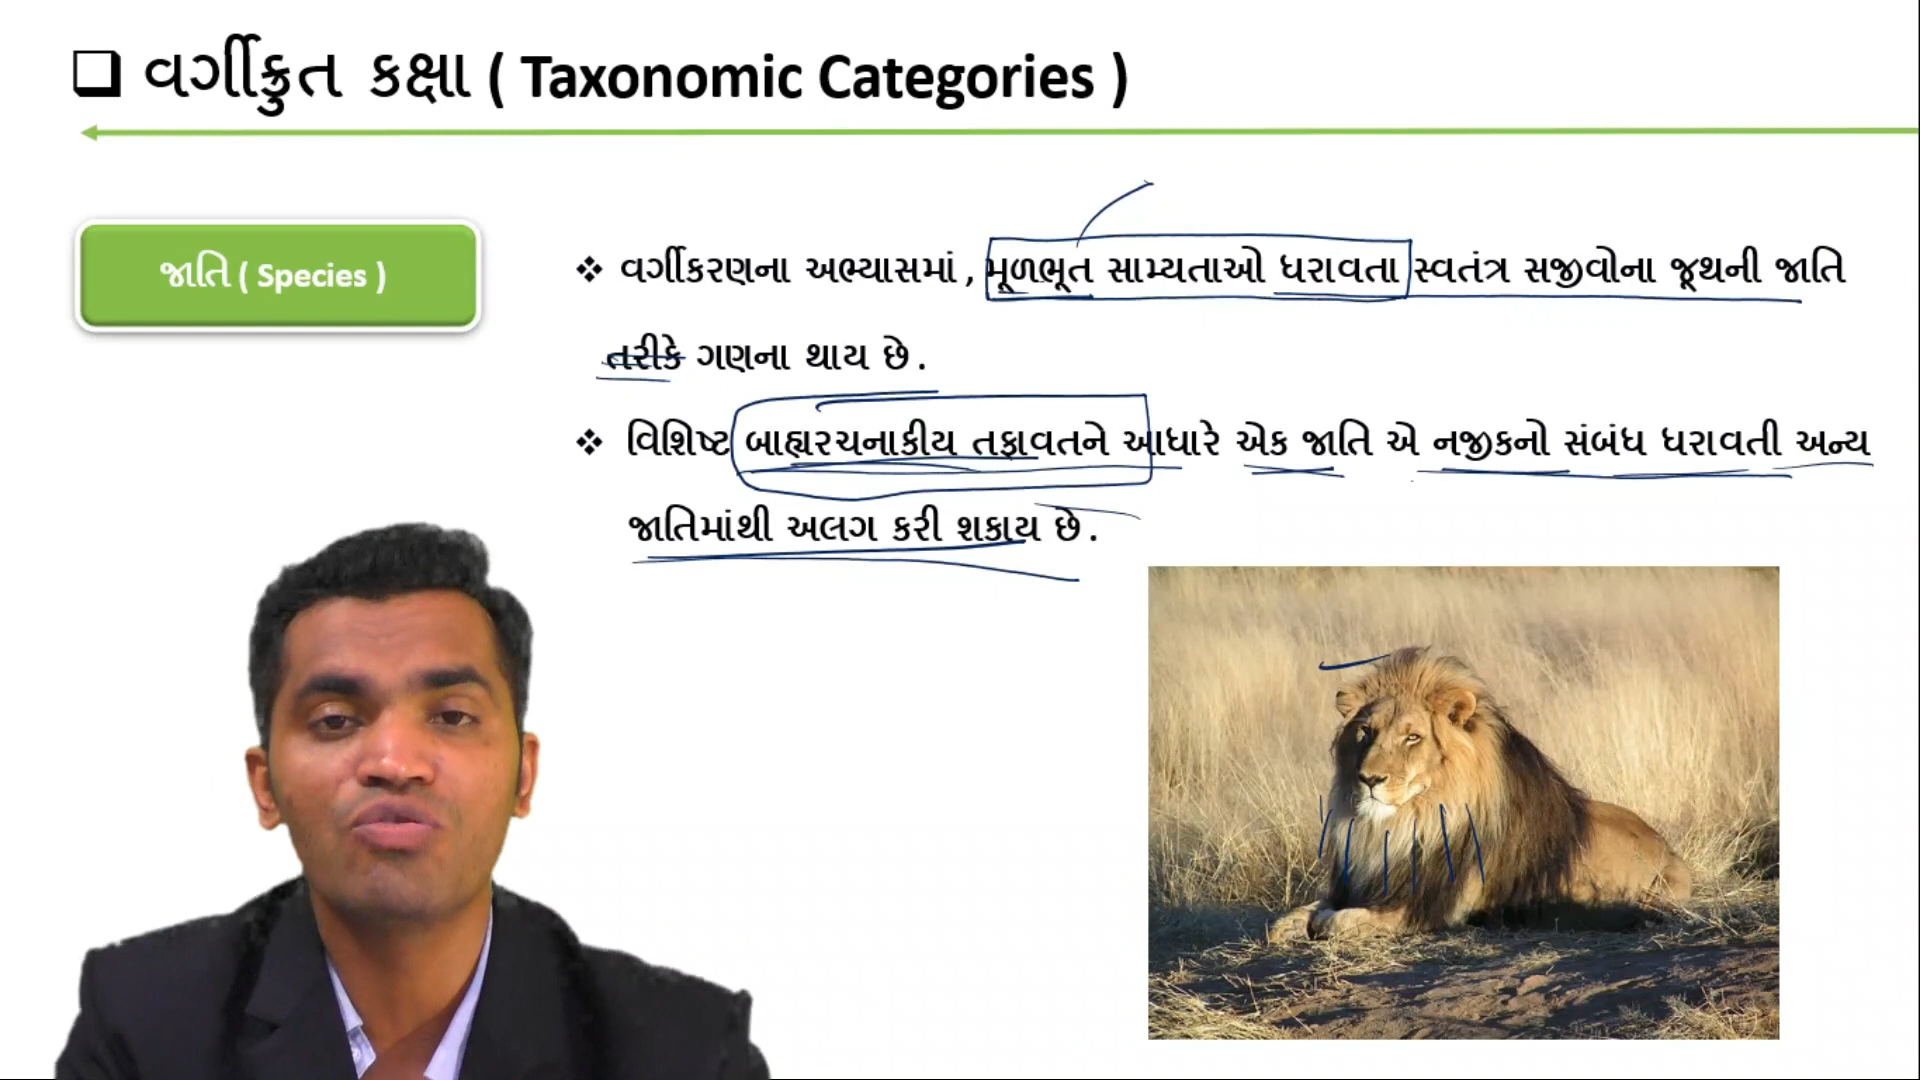 વર્ગીકૃત કક્ષા ( Taxonomic Categories )
જાતિ ( Species )
❖ વર્ગીકરણના અભ્યાસમાં, મૂળભૂત સામ્યતાઓ ધરાવતા સ્વતંત્ર સજીવોના જૂથની જાતિ
તરીકે ગણના થાય છે.
❖ વિશિષ્ટ બાહ્યરચનાકીય તફાવતને આધારે એક જાતિ એ નજીકનો સંબંધ ધરાવતી અન્ય
જાતિમાંથી અલગ કરી શકાય છે.